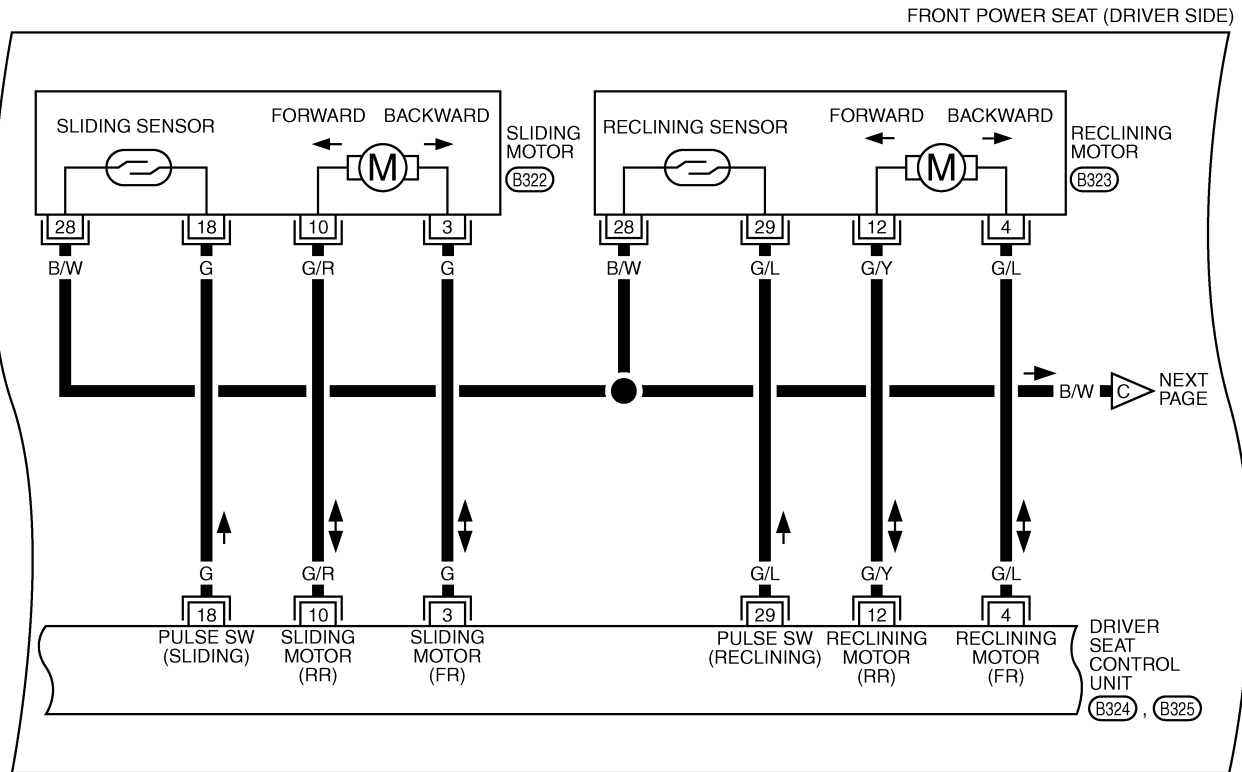 FRONT POWER SEAT (DRIVER SIDE)
SLIDING SENSOR
FORWARD
BACKWARD
M
SLIDING
MOTOR
B322
RECLINING SENSOR
FORWARD
BACKWARD
M
RECLINING
MOTOR
B323
28
18
10
3
28
29
12
4
B/W
G
G/R
G
B/W
G/L
G/Y
G/L
B/W
C
NEXT
PAGE
G
G/R
G
G/L
G/Y
G/L
18
10
3
29
12
4
PULSE SW
(SLIDING)
SLIDING
MOTOR
(RR)
SLIDING
MOTOR
(FR)
PULSE SW
(RECLINING)
RECLINING
MOTOR
(RR)
RECLINING
MOTOR
(FR)
DRIVER
SEAT
CONTROL
UNIT
B324 , B325